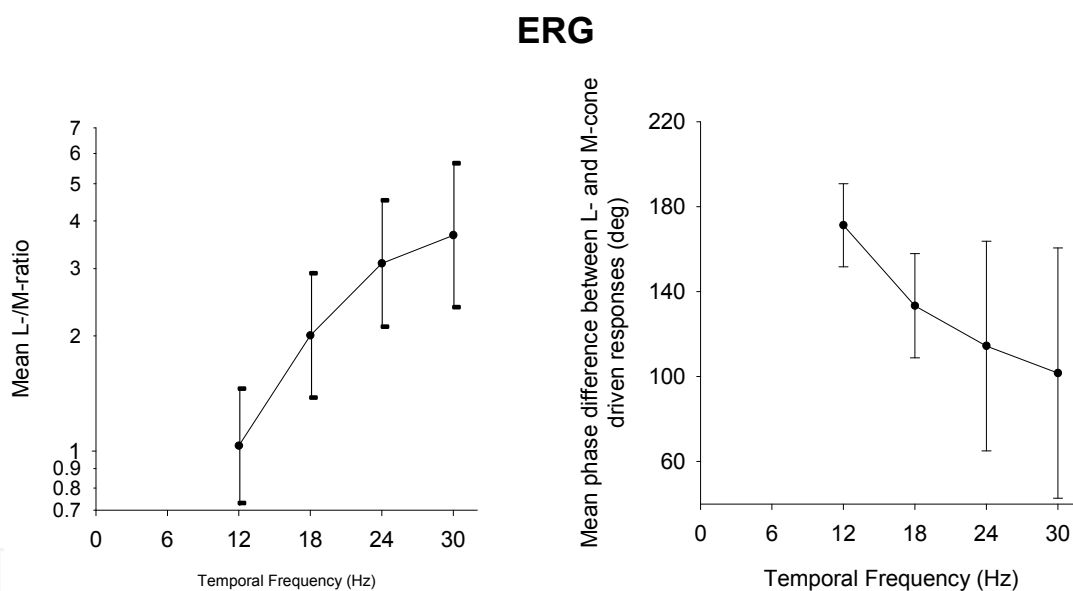 ERG
Mean L-/M-ratio
7
6
5
4
3
2
1
0.9
0.8
0.7
0 6 12 18 24 30
Temporal Frequency (Hz)
Mean phase difference between L- and M-cone
driven responses (deg)
220
180
140
100
60
0 6 12 18 24 30
Temporal Frequency (Hz)